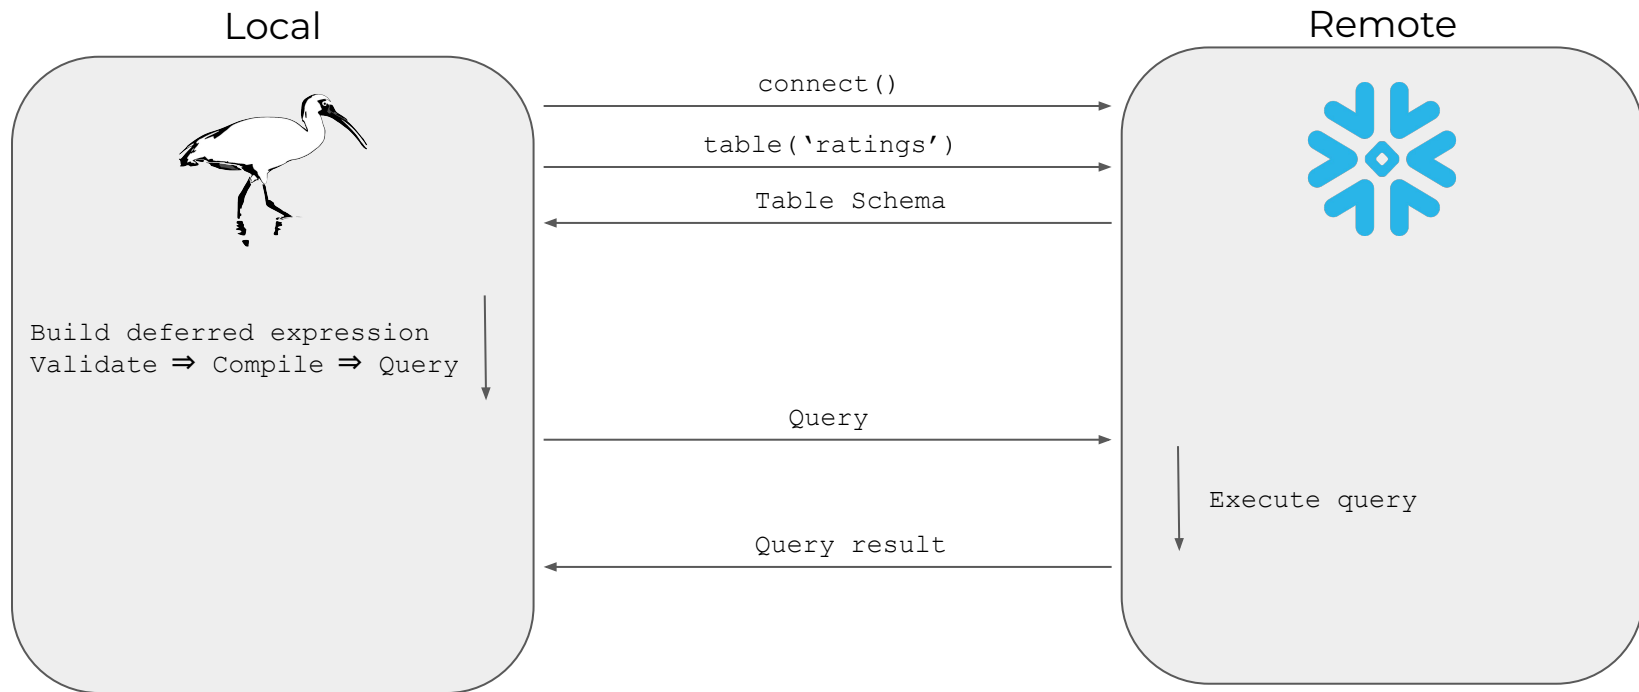 Local
Remote
connect()
table(‘ratings’)
Table Schema
Build deferred expression
Validate ⇒ Compile ⇒ Query
Query
Execute query
Query result